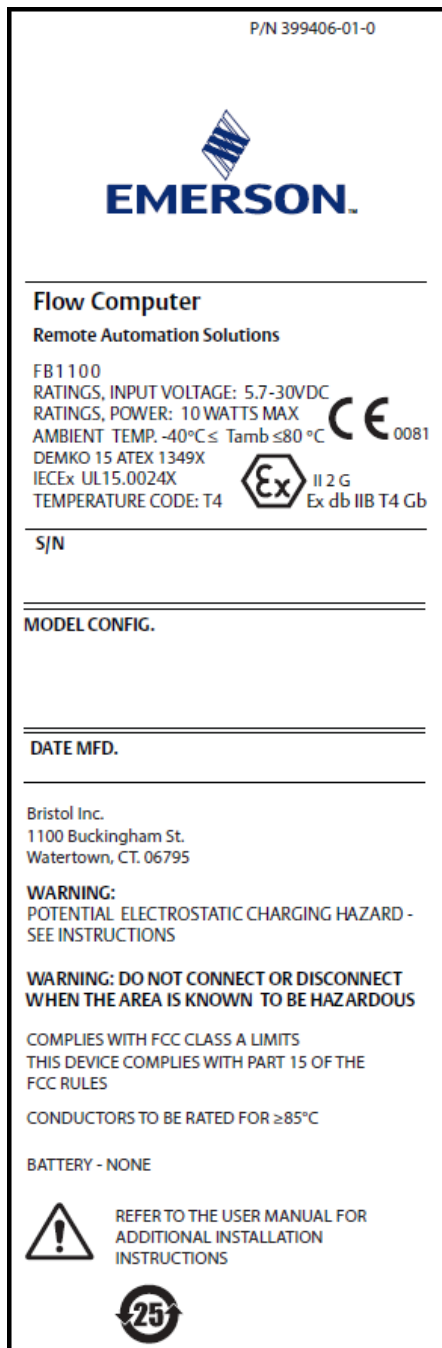 P/N 399406-01-0
EMERSON™
Flow Computer
Remote Automation Solutions
FB1100
RATINGS, INPUT VOLTAGE: 5.7-30VDC
RATINGS, POWER: 10 WATTS MAX
AMBIENT TEMP. -40°C ≤ Tamb ≤80 °C
CE 0081
DEMKO 15 ATEX 1349X
IECEx UL15.0024X
TEMPERATURE CODE: T4
Ex II 2 G
Ex db IIB T4 Gb
S/N
MODEL CONFIG.
DATE MFD.
Bristol Inc.
1100 Buckingham St.
Watertown, CT. 06795
WARNING:
POTENTIAL ELECTROSTATIC CHARGING HAZARD -
SEE INSTRUCTIONS
WARNING: DO NOT CONNECT OR DISCONNECT
WHEN THE AREA IS KNOWN TO BE HAZARDOUS
COMPLIES WITH FCC CLASS A LIMITS
THIS DEVICE COMPLIES WITH PART 15 OF THE
FCC RULES
CONDUCTORS TO BE RATED FOR ≥85°C
BATTERY - NONE
REFER TO THE USER MANUAL FOR
ADDITIONAL INSTALLATION
INSTRUCTIONS
25